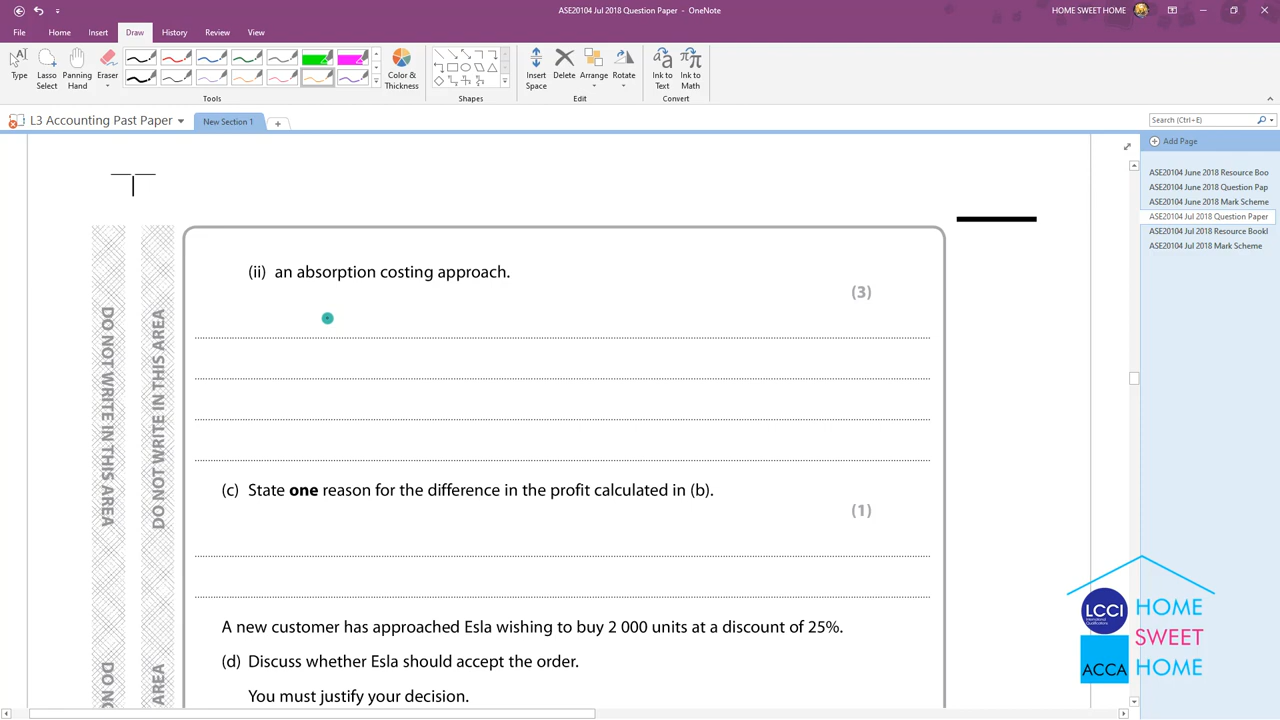 ASE20104 Jul 2018 Question Paper - OneNote
HOME SWEET HOME
File Home Insert Draw History Review View
Type
Lasso Select
Panning Hand
Eraser
Color & Thickness
Insert Space
Delete
Arrange
Rotate
Ink to Text
Ink to Math
Tools
Shapes
Edit
Convert
L3 Accounting Past Paper
New Section 1
Search (Ctrl+E)
Add Page
ASE20104 June 2018 Resource Boo
ASE20104 June 2018 Question Pap
ASE20104 June 2018 Mark Scheme
ASE20104 Jul 2018 Question Paper
ASE20104 Jul 2018 Resource Bookl
ASE20104 Jul 2018 Mark Scheme
DO NOT WRITE IN THIS AREA
DO NOT WRITE IN THIS AREA
DO NO
AREA
(ii) an absorption costing approach.
(3)
(c) State one reason for the difference in the profit calculated in (b).
(1)
A new customer has approached Esla wishing to buy 2 000 units at a discount of 25%.
(d) Discuss whether Esla should accept the order.
You must justify your decision.
LCCI
International Qualifications
ACCA
HOME
SWEET
HOME